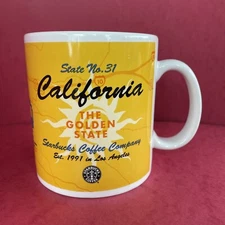 State No. 31
California
THE
GOLDEN
STATE
Starbucks Coffee Company
Est. 1991 in Los Angeles